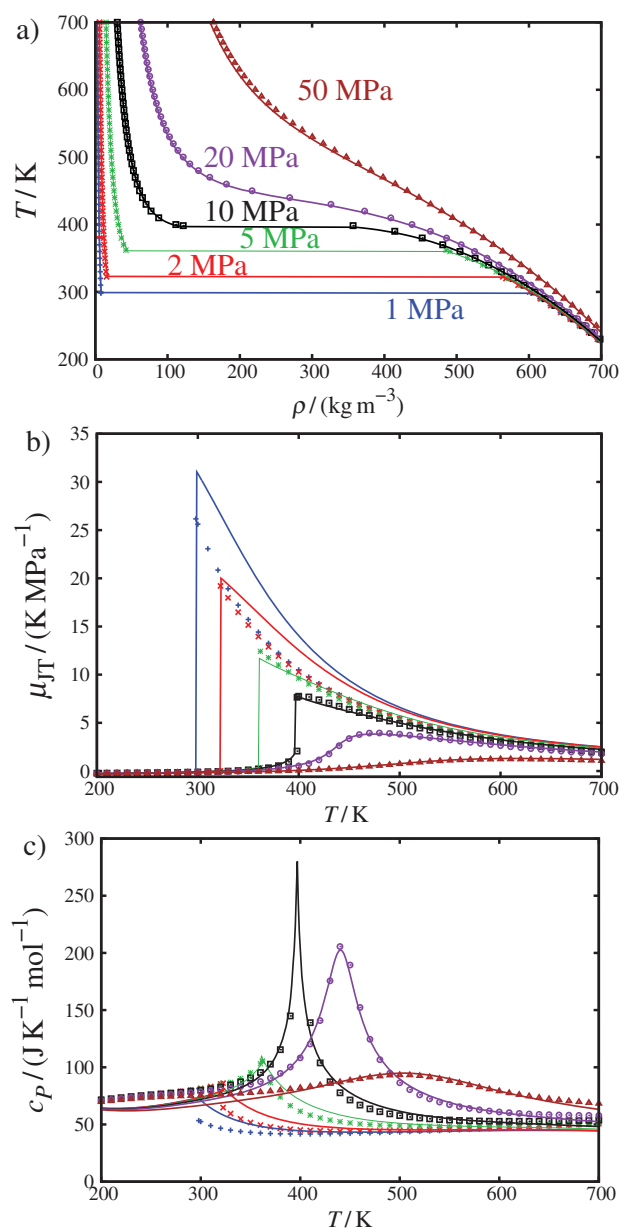 a)
700
600
500
400
300
200
T / K
50 MPa
20 MPa
10 MPa
5 MPa
2 MPa
1 MPa
0 100 200 300 400 500 600 700
ρ / (kg m⁻³)
b)
35
30
25
20
15
10
5
0
μJT / (K MPa⁻¹)
200 300 400 500 600 700
T / K
c)
300
250
200
150
100
50
0
cP / (J K⁻¹ mol⁻¹)
200 300 400 500 600 700
T / K